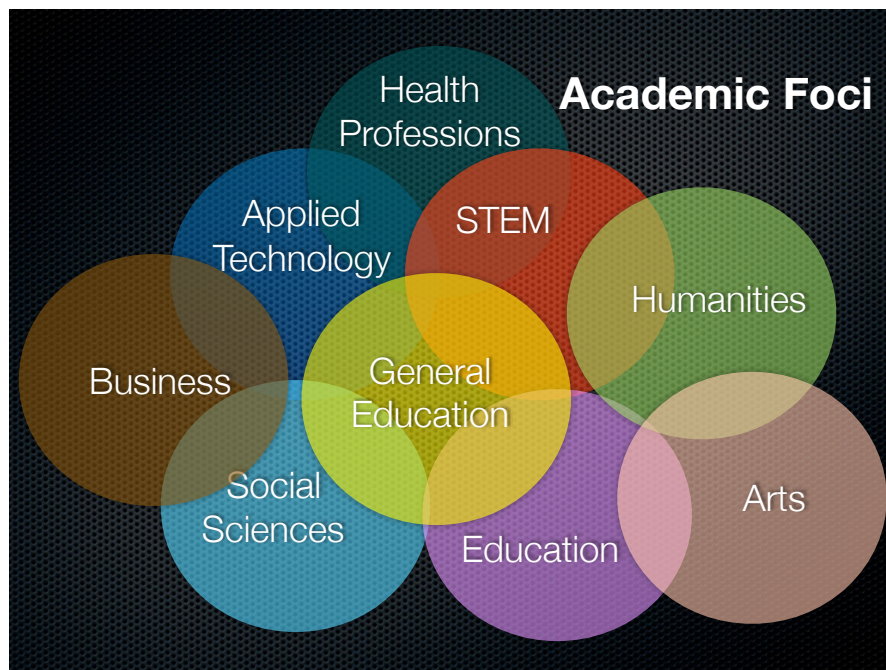 Academic Foci
Health
Professions
Applied
Technology
STEM
Humanities
Business
General
Education
Social
Sciences
Education
Arts